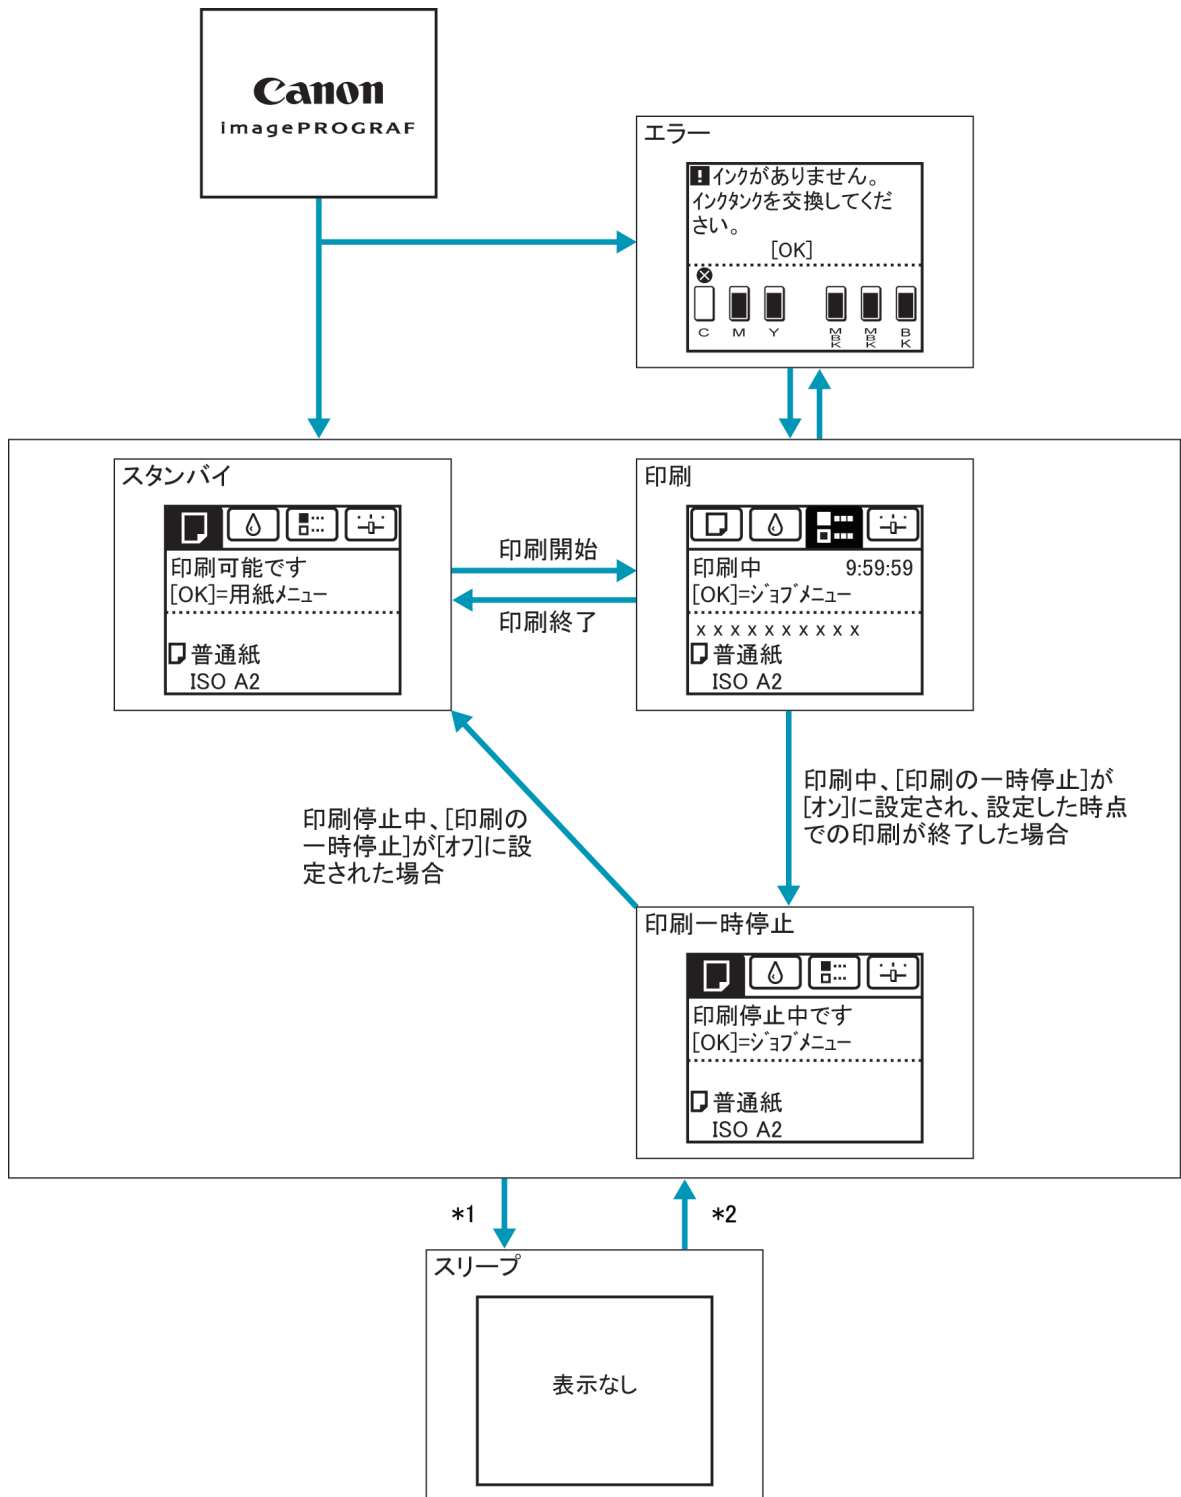 Canon
imagePROGRAF
エラー
!インクがありません。
インクタンクを交換してくだ
さい。
[OK]
C M Y MBK MBK BK
スタンバイ
印刷可能です
[OK]=用紙メニュー
普通紙
ISO A2
印刷開始
印刷終了
印刷
印刷中 9:59:59
[OK]=ジョブメニュー
x x x x x x x x x x
普通紙
ISO A2
印刷停止中、[印刷の
一時停止]が[オフ]に設
定された場合
印刷中、[印刷の一時停止]が
[オン]に設定され、設定した時点
での印刷が終了した場合
印刷一時停止
印刷停止中です
[OK]=ジョブメニュー
普通紙
ISO A2
*1
*2
スリープ
表示なし